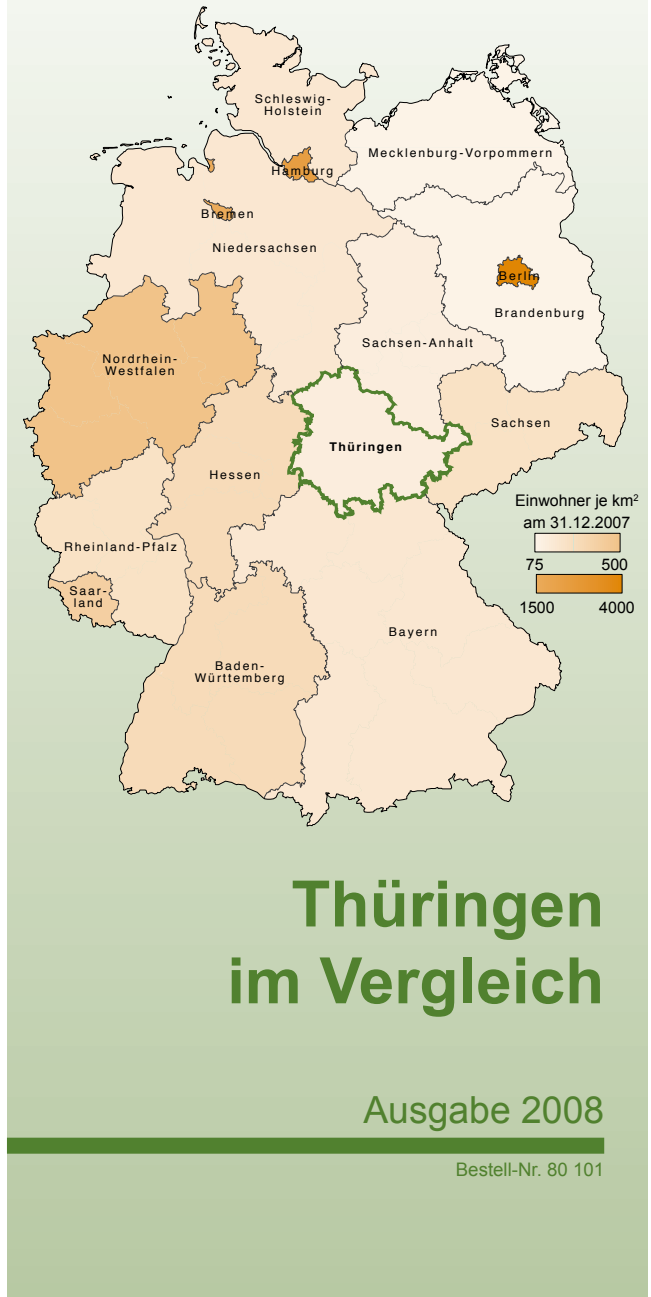 Schleswig-
Holstein
Mecklenburg-Vorpommern
Hamburg
Bremen
Niedersachsen
Berlin
Brandenburg
Sachsen-Anhalt
Nordrhein-
Westfalen
Sachsen
Thüringen
Hessen
Einwohner je km²
am 31.12.2007
75 500
1500 4000
Rheinland-Pfalz
Saar-
land
Bayern
Baden-
Württemberg
Thüringen
im Vergleich
Ausgabe 2008
Bestell-Nr. 80 101